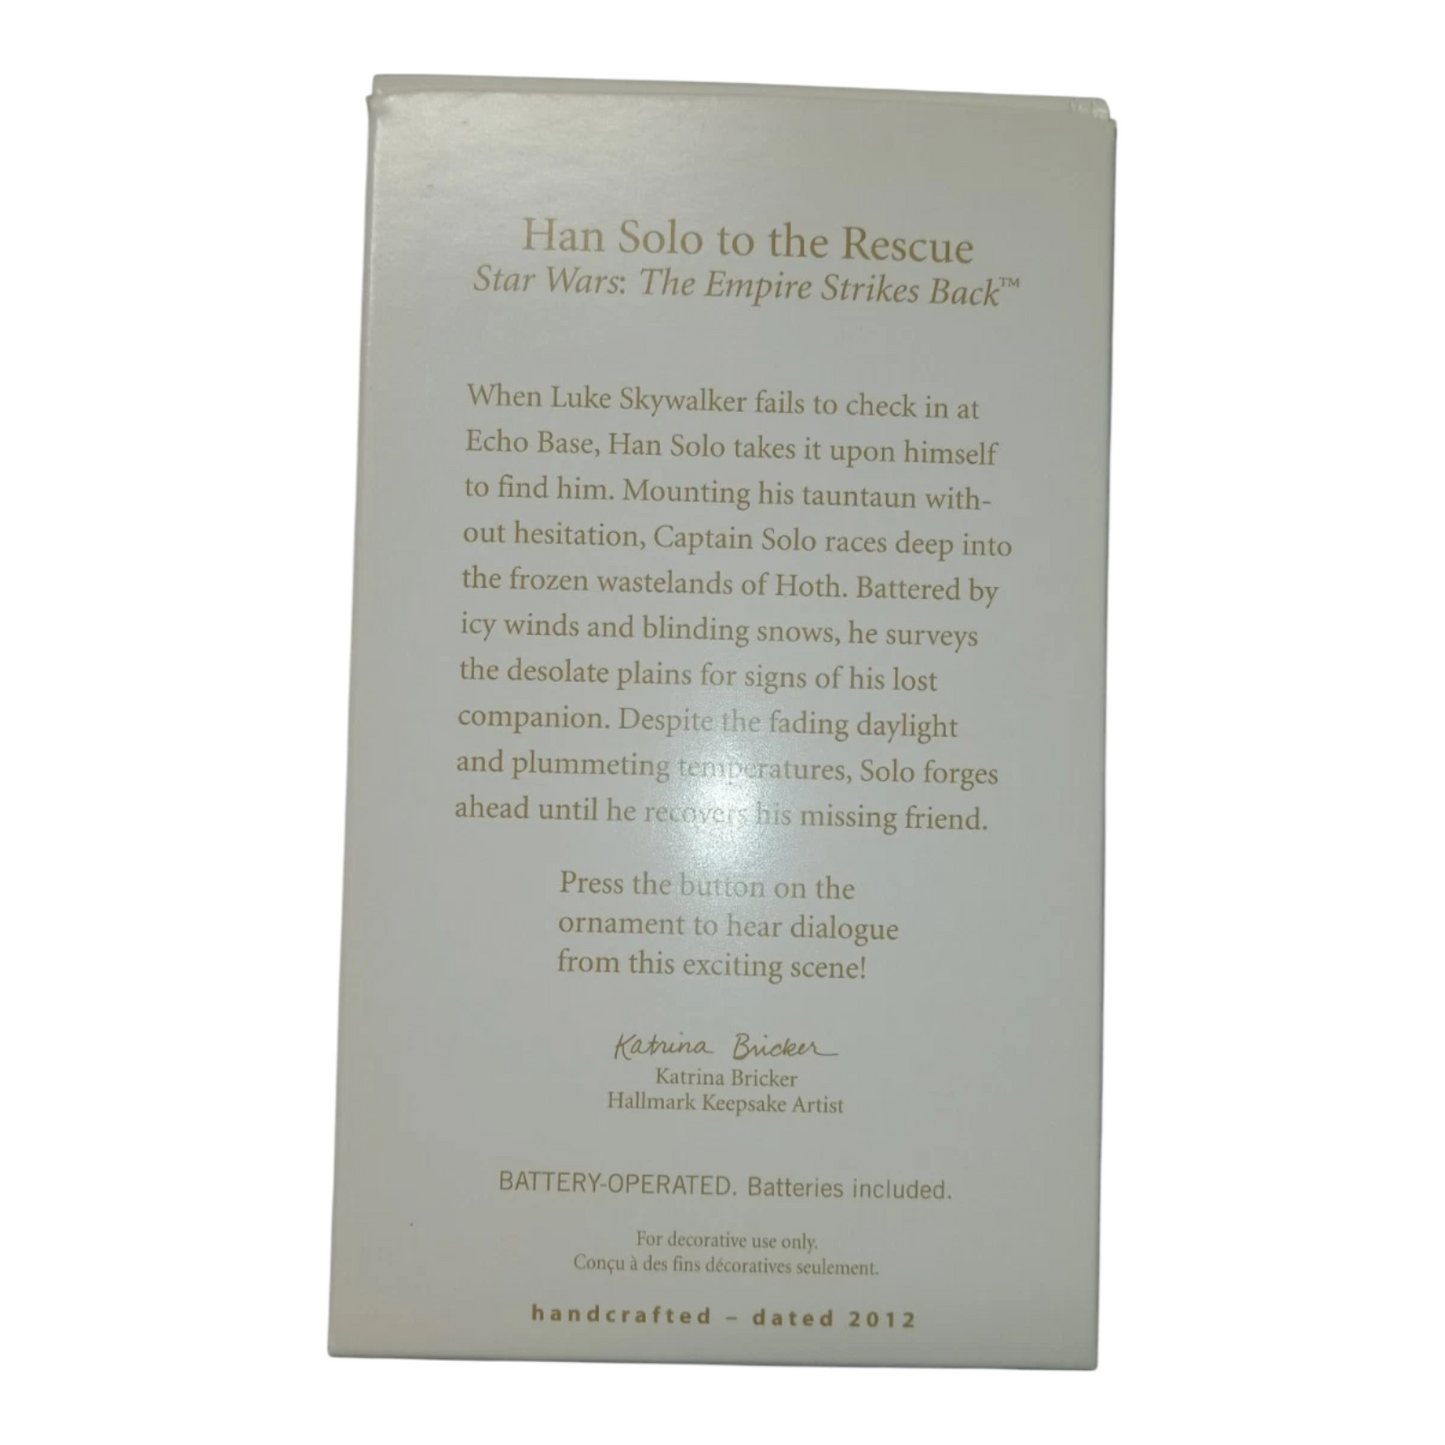 Han Solo to the Rescue
Star Wars: The Empire Strikes Back™
When Luke Skywalker fails to check in at
Echo Base, Han Solo takes it upon himself
to find him. Mounting his tauntaun with-
out hesitation, Captain Solo races deep into
the frozen wastelands of Hoth. Battered by
icy winds and blinding snows, he surveys
the desolate plains for signs of his lost
companion. Despite the fading daylight
and plummeting temperatures, Solo forges
ahead until he recovers his missing friend.
Press the button on the
ornament to hear dialogue
from this exciting scene!
Katrina Bricker
Katrina Bricker
Hallmark Keepsake Artist
BATTERY-OPERATED. Batteries included.
For decorative use only.
Conçu à des fins décoratives seulement.
handcrafted – dated 2012